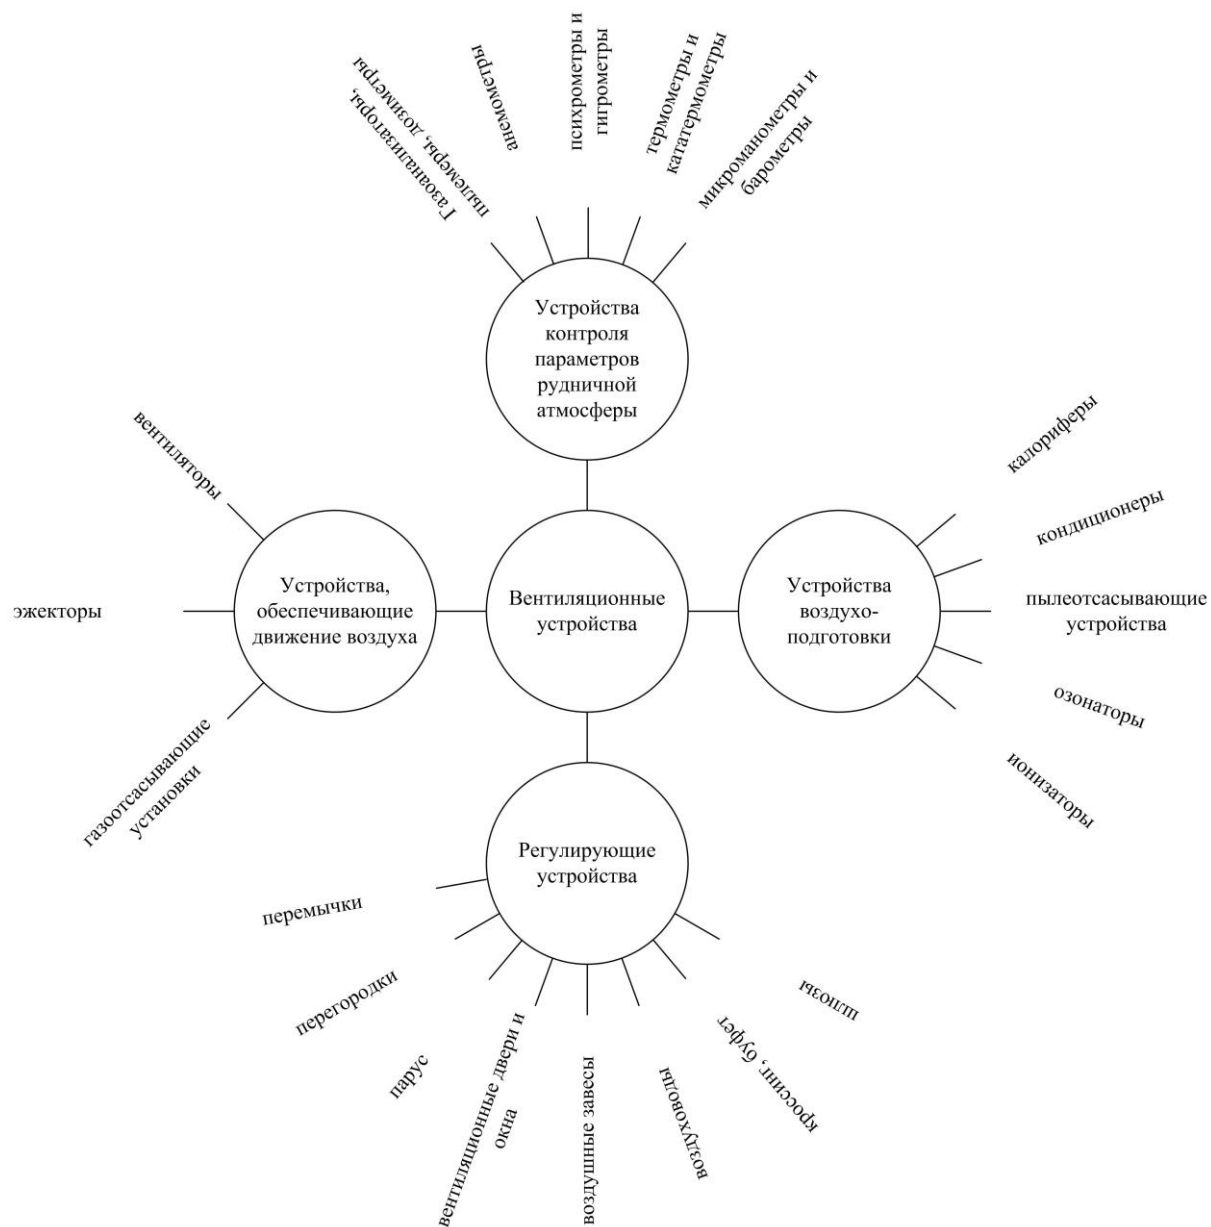 Газоанализаторы,
пылемеры, дозиметры
анемометры
психрометры и
гигрометры
термометры и
кататермометры
микроманометры и
барометры
Устройства
контроля
параметров
рудничной
атмосферы
вентиляторы
эжекторы
газоотсасывающие
установки
Устройства,
обеспечивающие
движение воздуха
Вентиляционные
устройства
Устройства
воздухо-
подготовки
калориферы
кондиционеры
пылеотсасывающие
устройства
озонаторы
ионизаторы
Регулирующие
устройства
перемычки
перегородки
парус
вентиляционные двери и
окна
воздушные завесы
воздуховоды
кроссинг, буфет
шлюзы